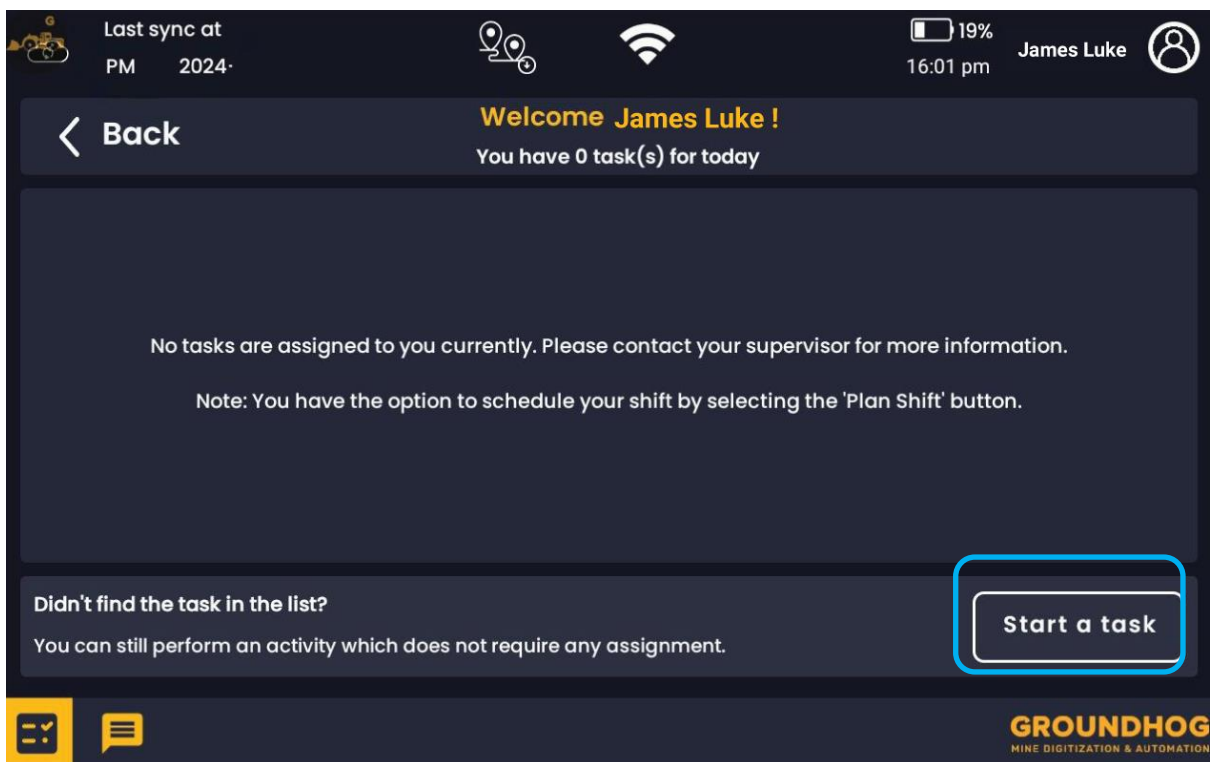 G
Last sync at
PM 2024·
19%
16:01 pm
James Luke
Back
Welcome James Luke !
You have 0 task(s) for today
No tasks are assigned to you currently. Please contact your supervisor for more information.
Note: You have the option to schedule your shift by selecting the 'Plan Shift' button.
Didn't find the task in the list?
You can still perform an activity which does not require any assignment.
Start a task
GROUNDHOG
MINE DIGITIZATION & AUTOMATION